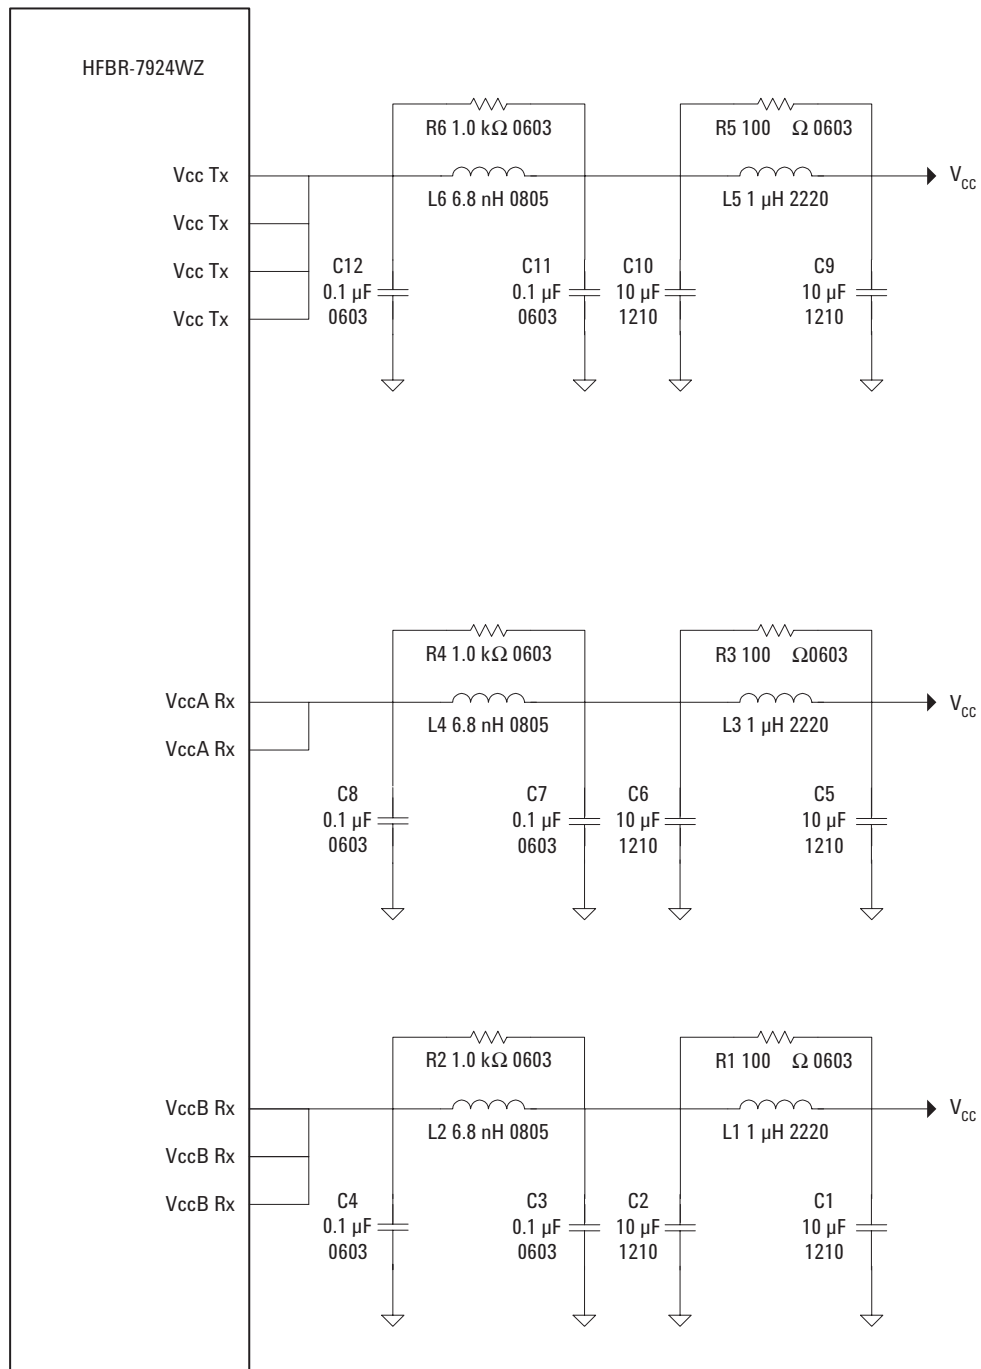 HFBR-7924WZ
R6 1.0 kΩ 0603
R5 100 Ω 0603
Vcc Tx
V_CC
L6 6.8 nH 0805
L5 1 µH 2220
Vcc Tx
Vcc Tx
Vcc Tx
C12
0.1 µF
0603
C11
0.1 µF
0603
C10
10 µF
1210
C9
10 µF
1210
R4 1.0 kΩ 0603
R3 100 Ω0603
VccA Rx
V_CC
L4 6.8 nH 0805
L3 1 µH 2220
VccA Rx
C8
0.1 µF
0603
C7
0.1 µF
0603
C6
10 µF
1210
C5
10 µF
1210
R2 1.0 kΩ 0603
R1 100 Ω 0603
VccB Rx
V_CC
L2 6.8 nH 0805
L1 1 µH 2220
VccB Rx
VccB Rx
C4
0.1 µF
0603
C3
0.1 µF
0603
C2
10 µF
1210
C1
10 µF
1210